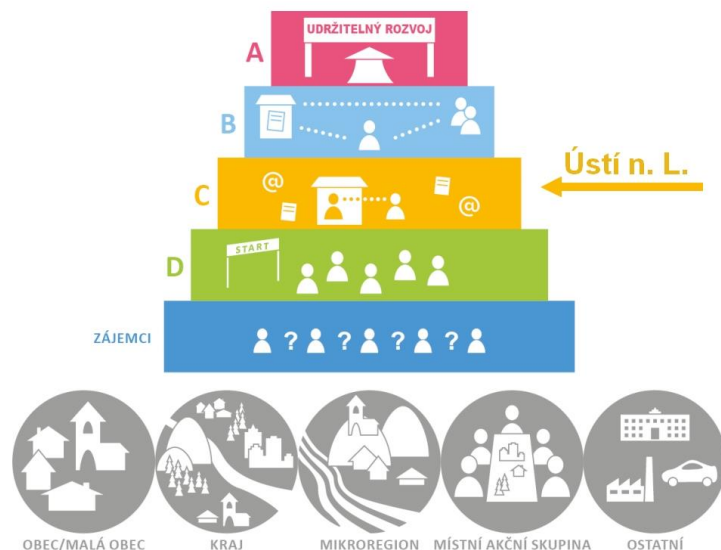 UDRŽITELNÝ ROZVOJ
A
B
Ústí n. L.
C
@
@
START
D
ZÁJEMCI
? ? ? ?
OBEC/MALÁ OBEC
KRAJ
MIKROREGION
MÍSTNÍ AKČNÍ SKUPINA
OSTATNÍ